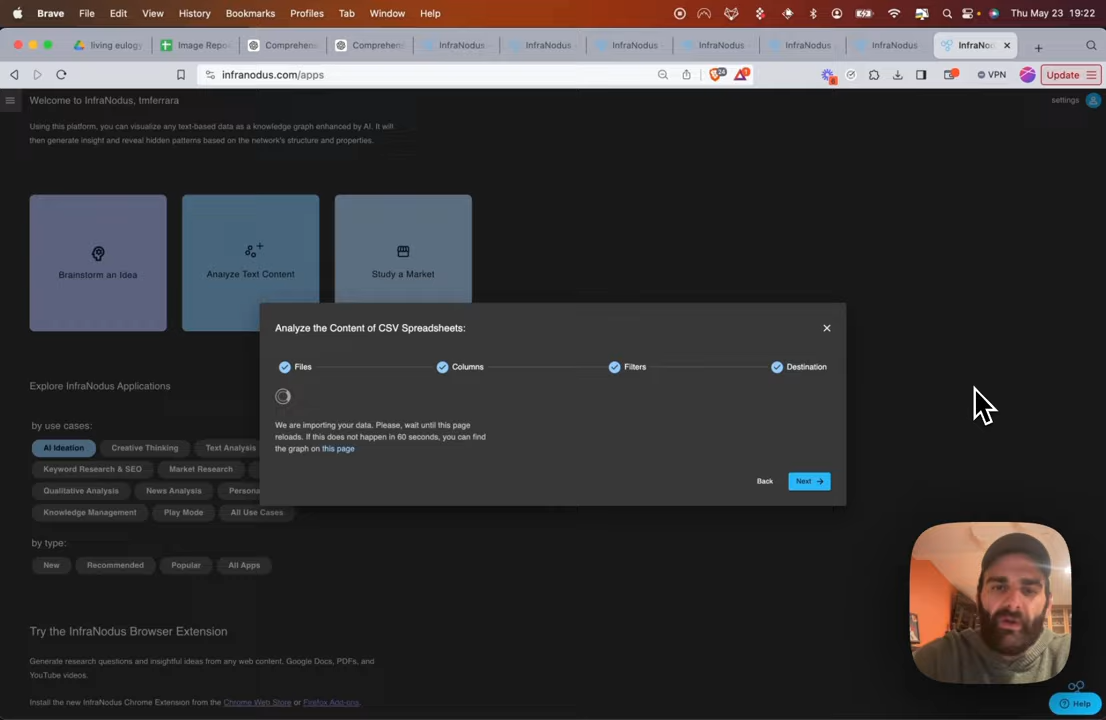 Brave File Edit View History Bookmarks Profiles Tab Window Help Thu May 23 19:22
living eulogy Image Repo Comprehens Comprehens InfraNodus InfraNodus InfraNodus InfraNodus InfraNodus InfraNodus InfraNod
infranodus.com/apps 24 1 6 VPN Update
Welcome to InfraNodus, tmferrara settings
Using this platform, you can visualize any text-based data as a knowledge graph enhanced by AI. It will
then generate insight and reveal hidden patterns based on the network's structure and properties.
Brainstorm an Idea Analyze Text Content Study a Market
Analyze the Content of CSV Spreadsheets:
Files Columns Filters Destination
We are importing your data. Please, wait until this page
reloads. If this does not happen in 60 seconds, you can find
the graph on this page
Back Next
Explore InfraNodus Applications
by use cases:
AI Ideation Creative Thinking Text Analysis
Keyword Research & SEO Market Research
Qualitative Analysis News Analysis Persona
Knowledge Management Play Mode All Use Cases
by type:
New Recommended Popular All Apps
Try the InfraNodus Browser Extension
Generate research questions and insightful ideas from any web content, Google Docs, PDFs, and
YouTube videos.
Install the new InfraNodus Chrome Extension from the Chrome Web Store or Firefox Add-ons.
Help